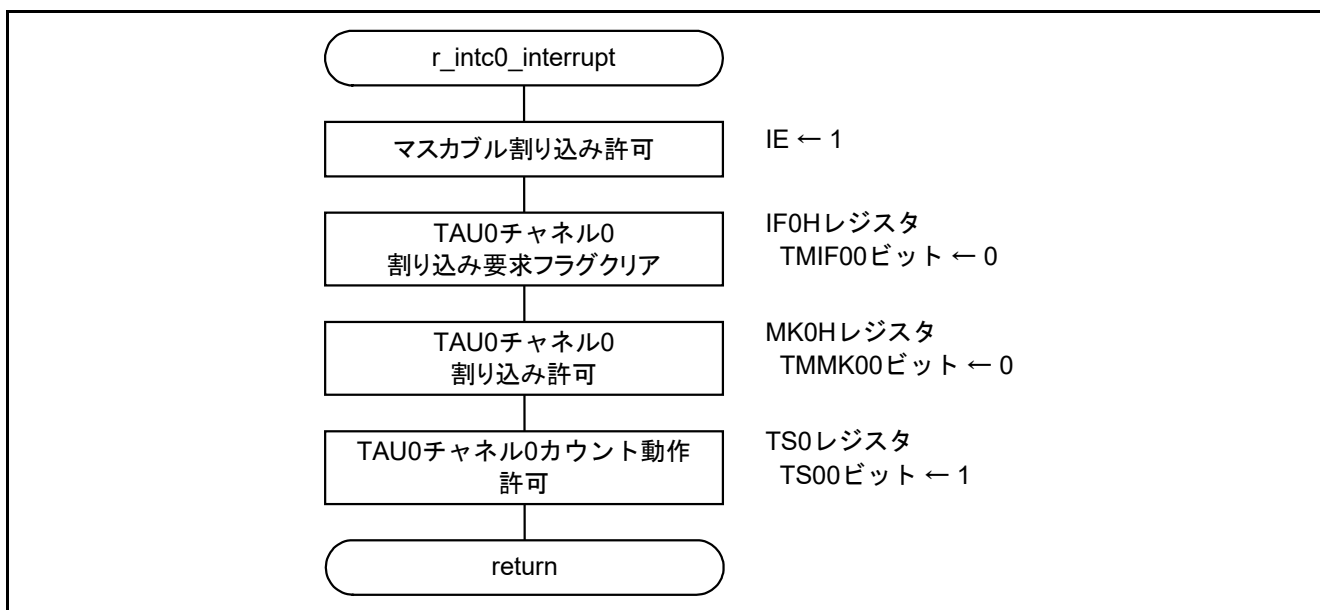 r_intc0_interrupt
マスカブル割り込み許可
IE ← 1
TAU0チャネル0
割り込み要求フラグクリア
IF0Hレジスタ
TMIF00ビット ← 0
TAU0チャネル0
割り込み許可
MK0Hレジスタ
TMMK00ビット ← 0
TAU0チャネル0カウント動作
許可
TS0レジスタ
TS00ビット ← 1
return